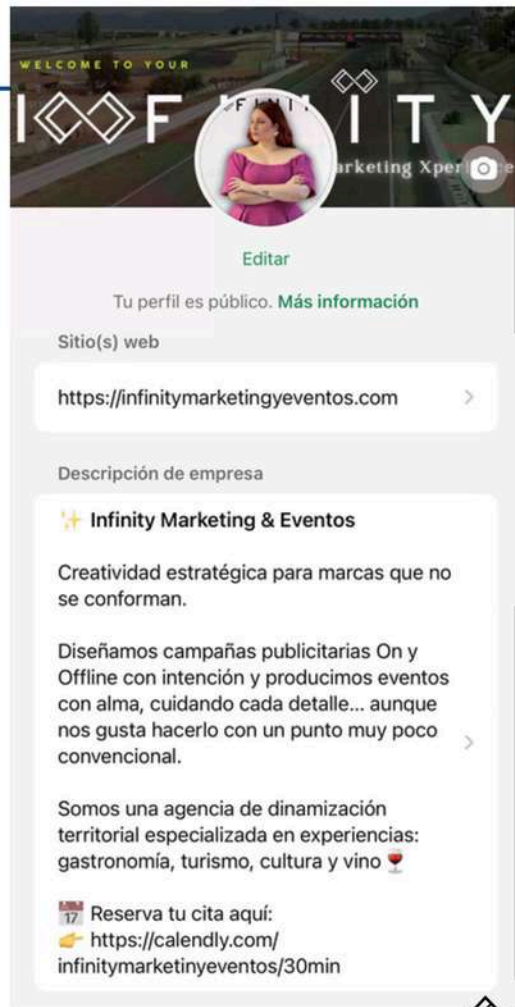 WELCOME TO YOUR
INFINITY
FINIT
arketing Xper e
Editar
Tu perfil es público. Más información
Sitio(s) web
https://infinitymarketingyeventos.com
Descripción de empresa
✨ Infinity Marketing & Eventos
Creatividad estratégica para marcas que no
se conforman.
Diseñamos campañas publicitarias On y
Offline con intención y producimos eventos
con alma, cuidando cada detalle... aunque
nos gusta hacerlo con un punto muy poco
convencional.
Somos una agencia de dinamización
territorial especializada en experiencias:
gastronomía, turismo, cultura y vino 🍷
📅 Reserva tu cita aquí:
👉 https://calendly.com/
infinitymarketinyeventos/30min